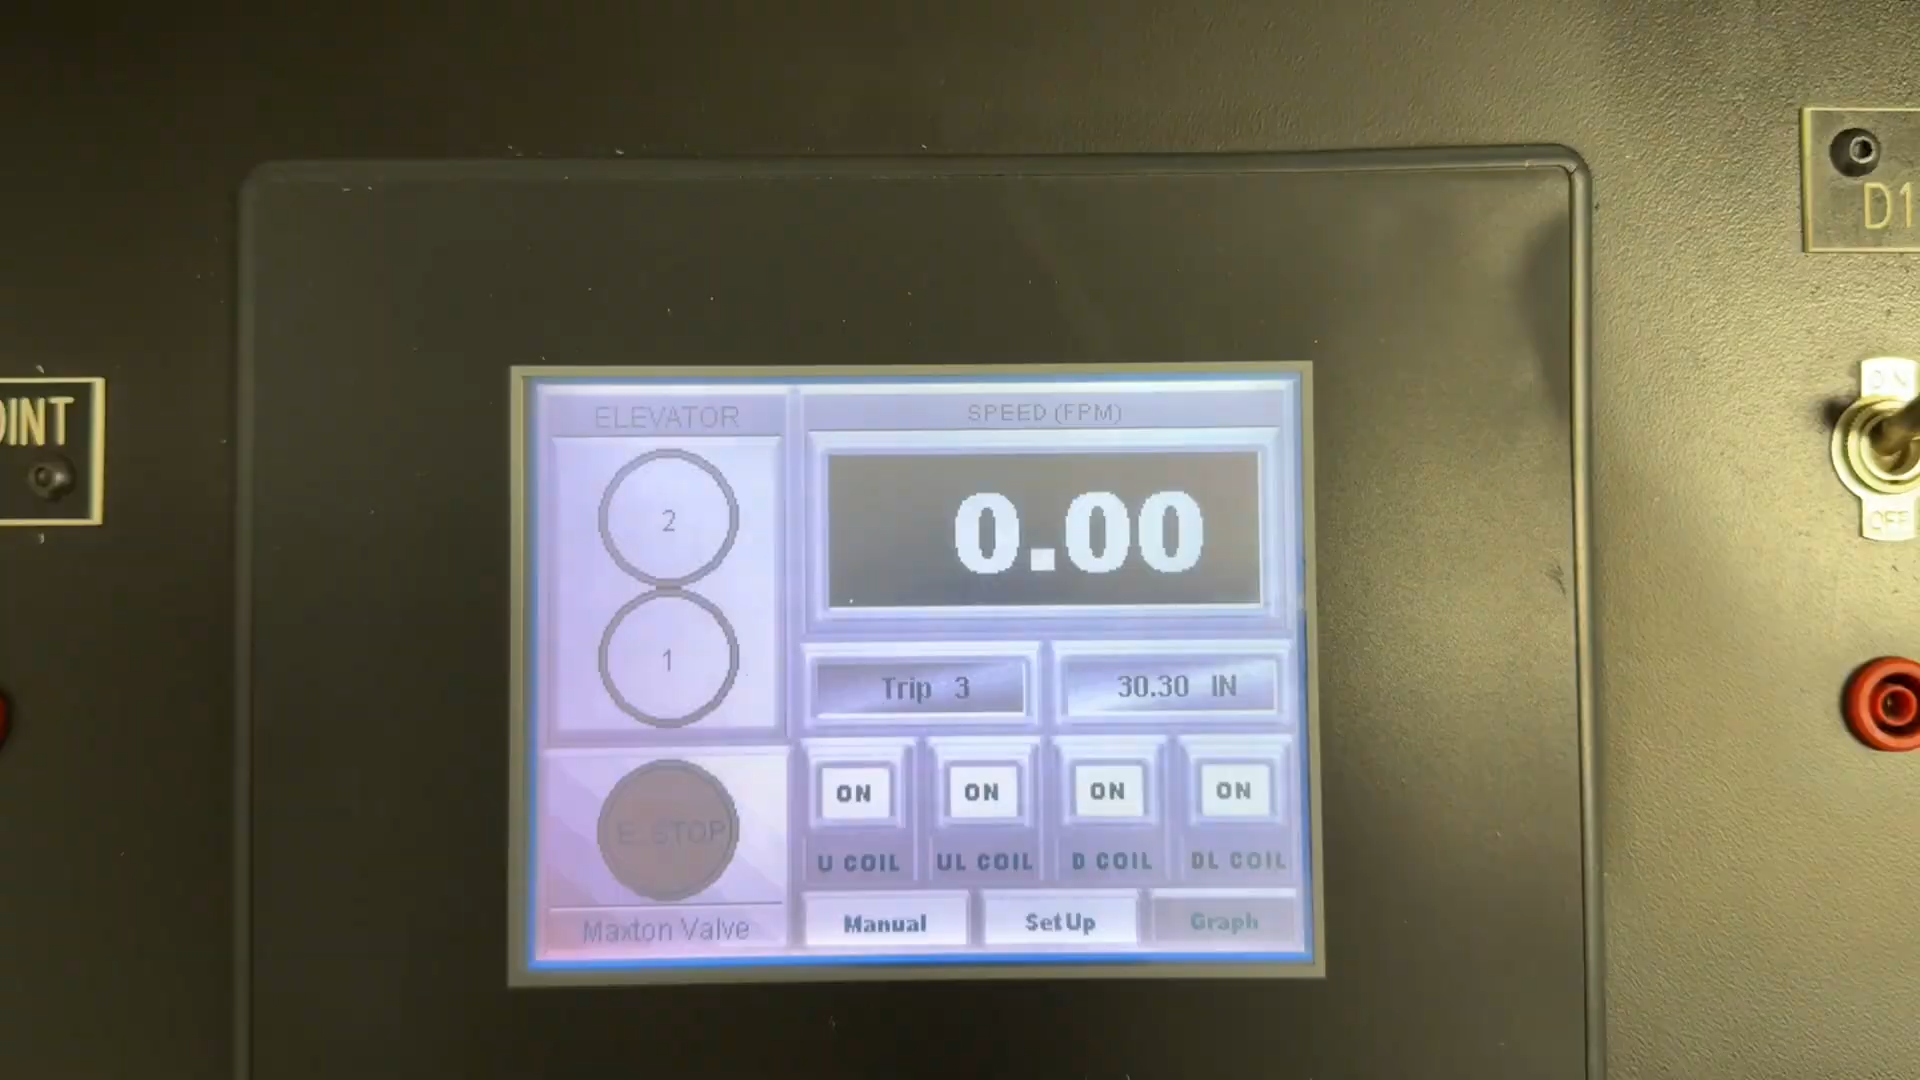 D1
OINT
ON
OFF
ELEVATOR
2
1
E. STOP
Maxton Valve
SPEED (FPM)
0.00
Trip 3
30.30 IN
ON ON ON ON
U COIL UL COIL D COIL DL COIL
Manual SetUp Graph